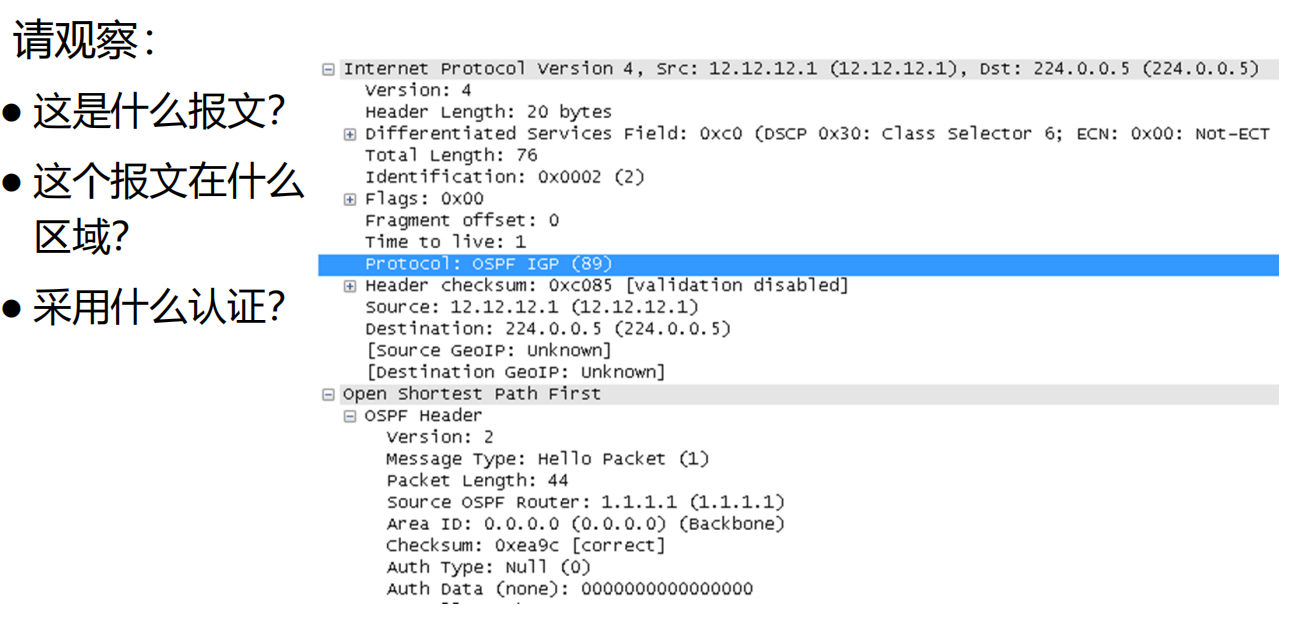 请观察：
● 这是什么报文?
● 这个报文在什么
区域?
● 采用什么认证?
Internet Protocol Version 4, Src: 12.12.12.1 (12.12.12.1), Dst: 224.0.0.5 (224.0.0.5)
Version: 4
Header Length: 20 bytes
Differentiated Services Field: 0xc0 (DSCP 0x30: Class Selector 6; ECN: 0x00: Not-ECT
Total Length: 76
Identification: 0x0002 (2)
Flags: 0x00
Fragment offset: 0
Time to live: 1
Protocol: OSPF IGP (89)
Header checksum: 0xc085 [validation disabled]
Source: 12.12.12.1 (12.12.12.1)
Destination: 224.0.0.5 (224.0.0.5)
[Source GeoIP: Unknown]
[Destination GeoIP: Unknown]
Open Shortest Path First
OSPF Header
Version: 2
Message Type: Hello Packet (1)
Packet Length: 44
Source OSPF Router: 1.1.1.1 (1.1.1.1)
Area ID: 0.0.0.0 (0.0.0.0) (Backbone)
Checksum: 0xea9c [correct]
Auth Type: Null (0)
Auth Data (none): 0000000000000000